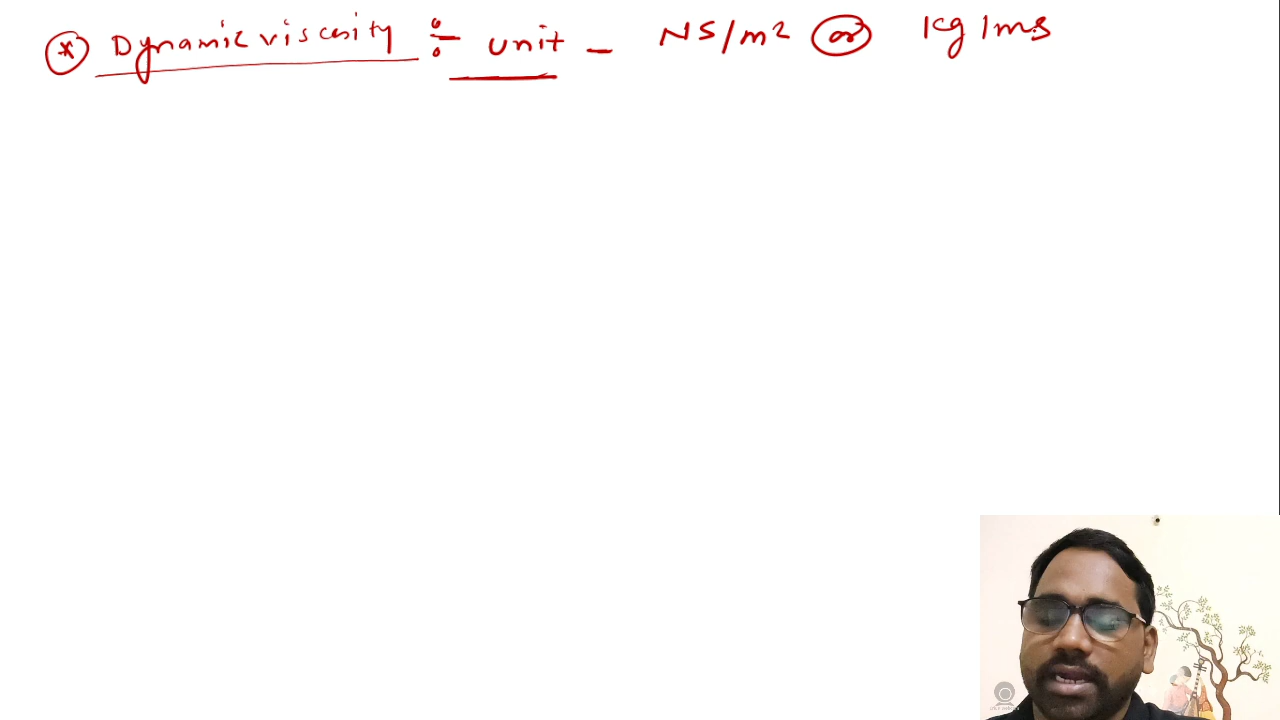 * Dynamic viscosity :- unit - NS/m2 or kg/ms